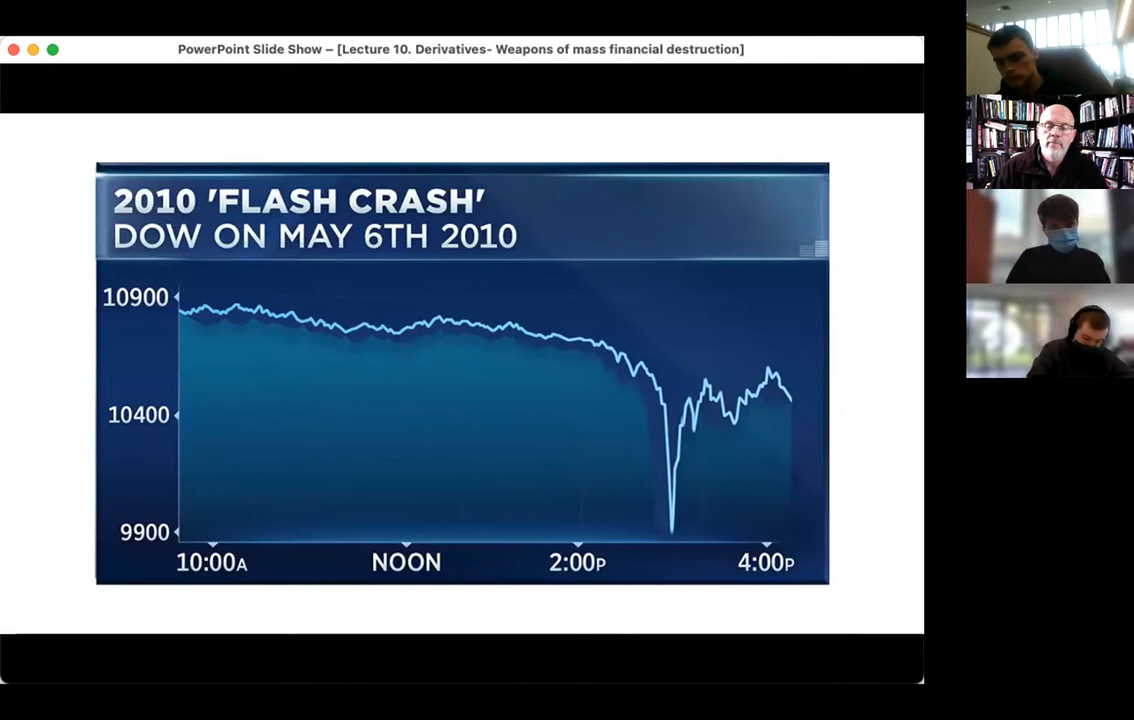 PowerPoint Slide Show – [Lecture 10. Derivatives- Weapons of mass financial destruction]
2010 'FLASH CRASH'
DOW ON MAY 6TH 2010
10900
10400
9900
10:00A NOON 2:00P 4:00P